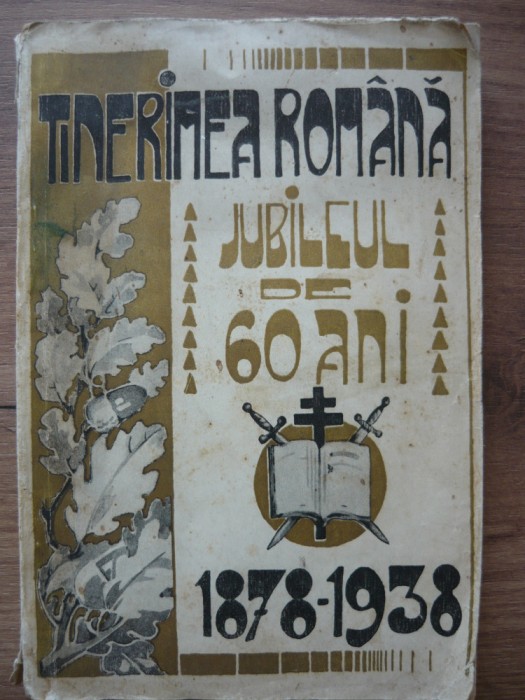 TINERIMEA ROMÂNĂ
JUBILEUL
DE
60 ANI
1878-1938